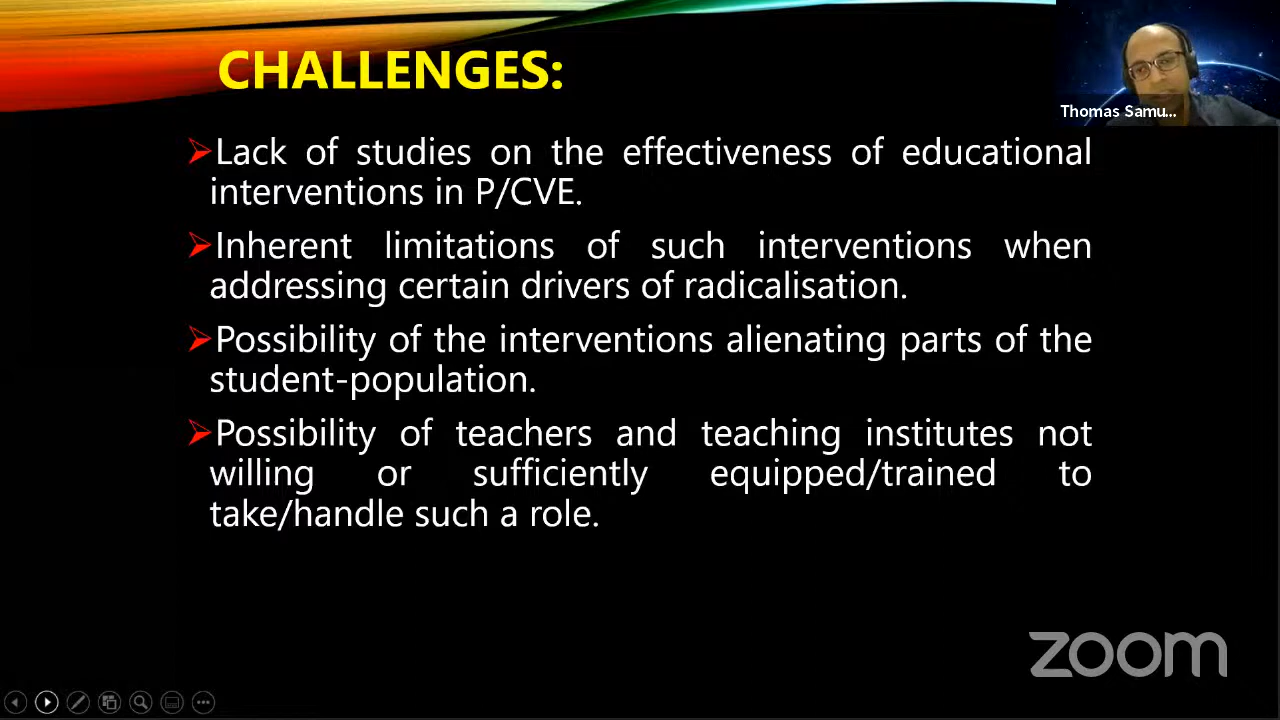 CHALLENGES:
Thomas Samu...
Lack of studies on the effectiveness of educational
interventions in P/CVE.
Inherent limitations of such interventions when
addressing certain drivers of radicalisation.
Possibility of the interventions alienating parts of the
student-population.
Possibility of teachers and teaching institutes not
willing or sufficiently equipped/trained to
take/handle such a role.
zoom